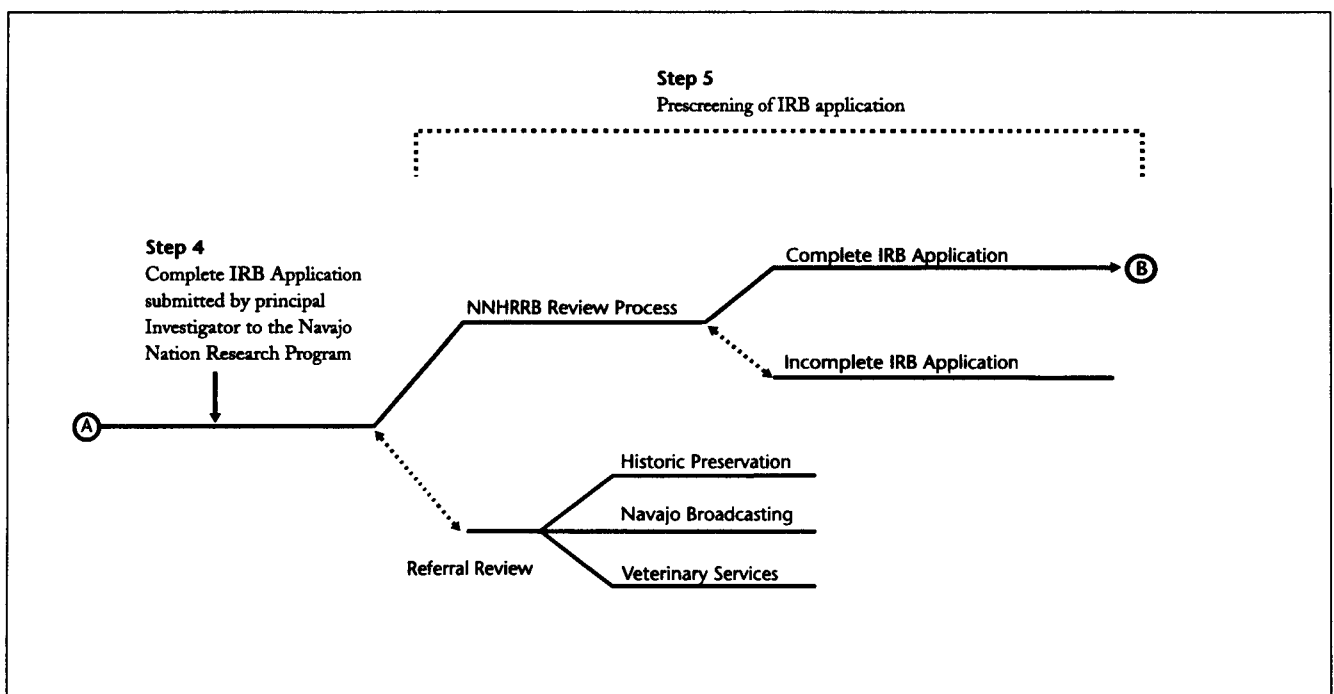 Step 5
Prescreening of IRB application
Step 4
Complete IRB Application
submitted by principal
Investigator to the Navajo
Nation Research Program
Complete IRB Application
B
NNHRRB Review Process
Incomplete IRB Application
A
Historic Preservation
Navajo Broadcasting
Referral Review
Veterinary Services